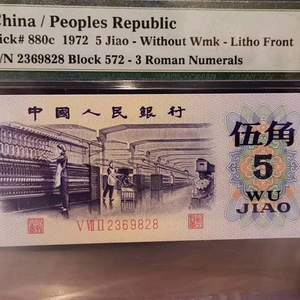 China / Peoples Republic
ick# 880c 1972 5 Jiao - Without Wmk - Litho Front
/N 2369828 Block 572 - 3 Roman Numerals
中国人民银行
伍角
5
WU
JIAO
V VII II 2369828